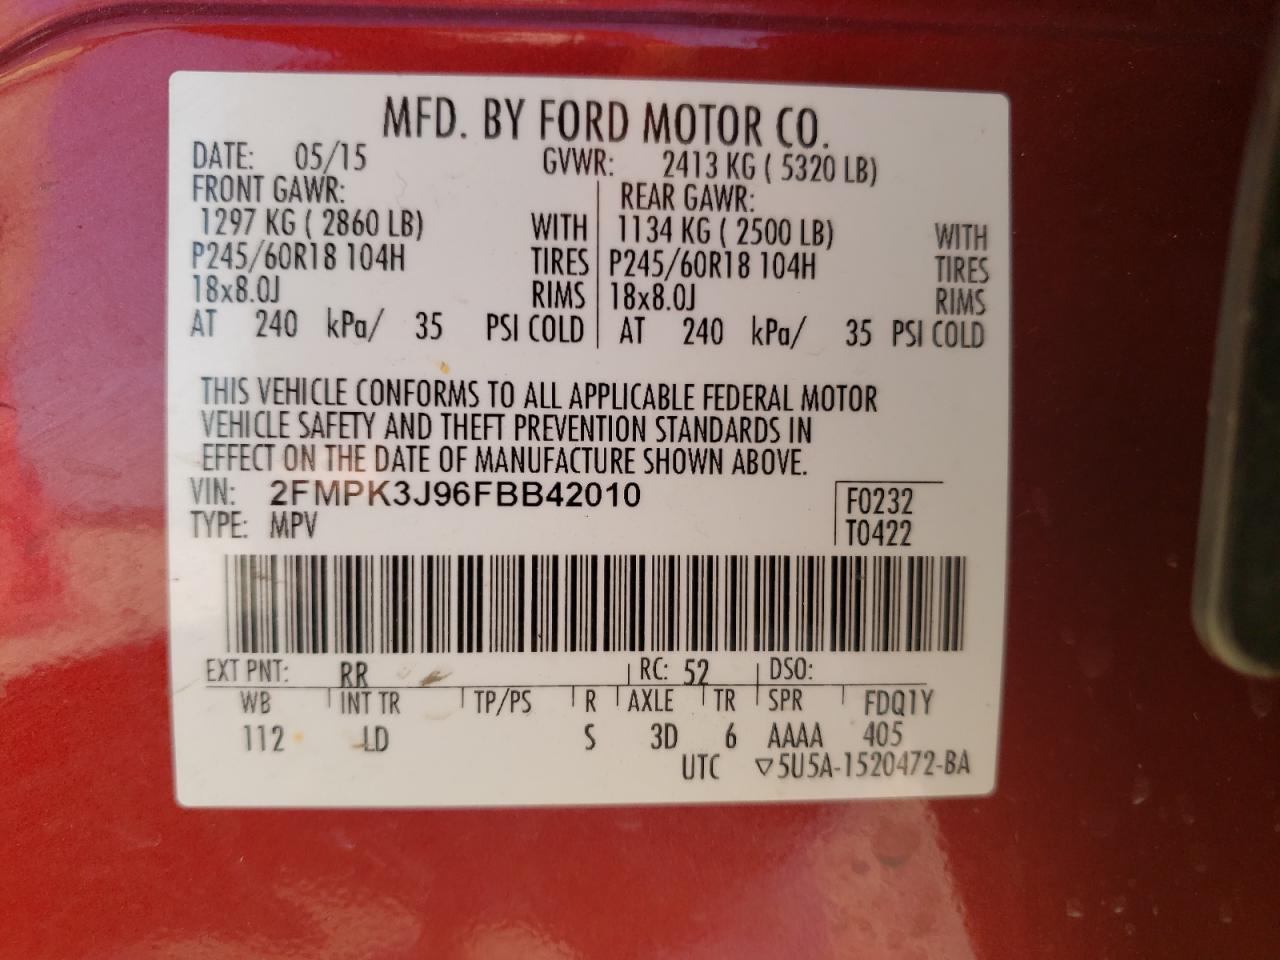 MFD. BY FORD MOTOR CO.
DATE: 05/15 GVWR: 2413 KG ( 5320 LB)
FRONT GAWR: REAR GAWR:
1297 KG ( 2860 LB) WITH 1134 KG ( 2500 LB) WITH
P245/60R18 104H TIRES P245/60R18 104H TIRES
18x8.0J RIMS 18x8.0J RIMS
AT 240 kPa/ 35 PSI COLD AT 240 kPa/ 35 PSI COLD
THIS VEHICLE CONFORMS TO ALL APPLICABLE FEDERAL MOTOR
VEHICLE SAFETY AND THEFT PREVENTION STANDARDS IN
EFFECT ON THE DATE OF MANUFACTURE SHOWN ABOVE.
VIN: 2FMPK3J96FBB42010 F0232
TYPE: MPV T0422
EXT PNT: RR RC: 52 DSO:
WB INT TR TP/PS R AXLE TR SPR FDQ1Y
112 LD S 3D 6 AAAA 405
UTC ▽5U5A-1520472-BA